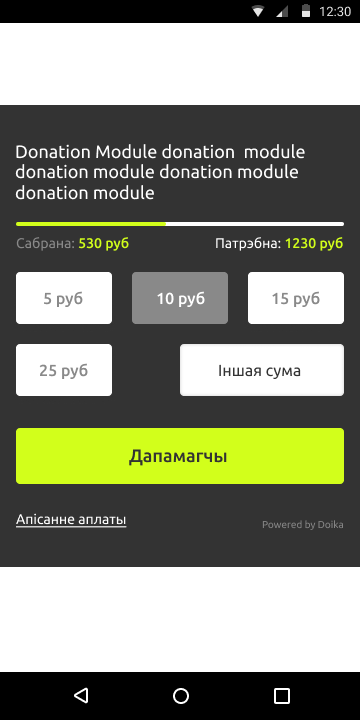 12:30
Donation Module donation  module
donation module donation module
donation module
Сабрана: 530 руб
Патрэбна: 1230 руб
5 руб
10 руб
15 руб
25 руб
Іншая сума
Дапамагчы
Апісанне аплаты
Powered by Doika